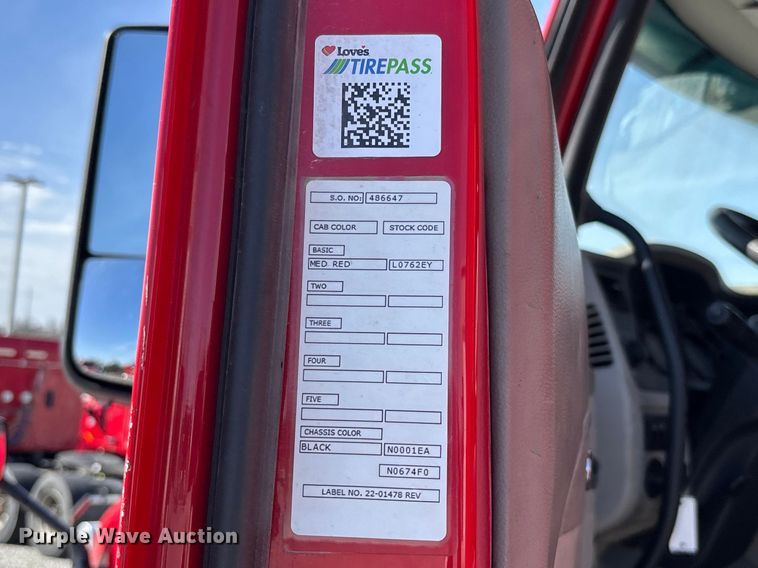 Love's
TIREPASS
S.O. NO: 486647
CAB COLOR STOCK CODE
BASIC
MED RED L0762EY
TWO
THREE
FOUR
FIVE
CHASSIS COLOR
BLACK N0001EA
N0674F0
LABEL NO. 22-01478 REV
Purple Wave Auction